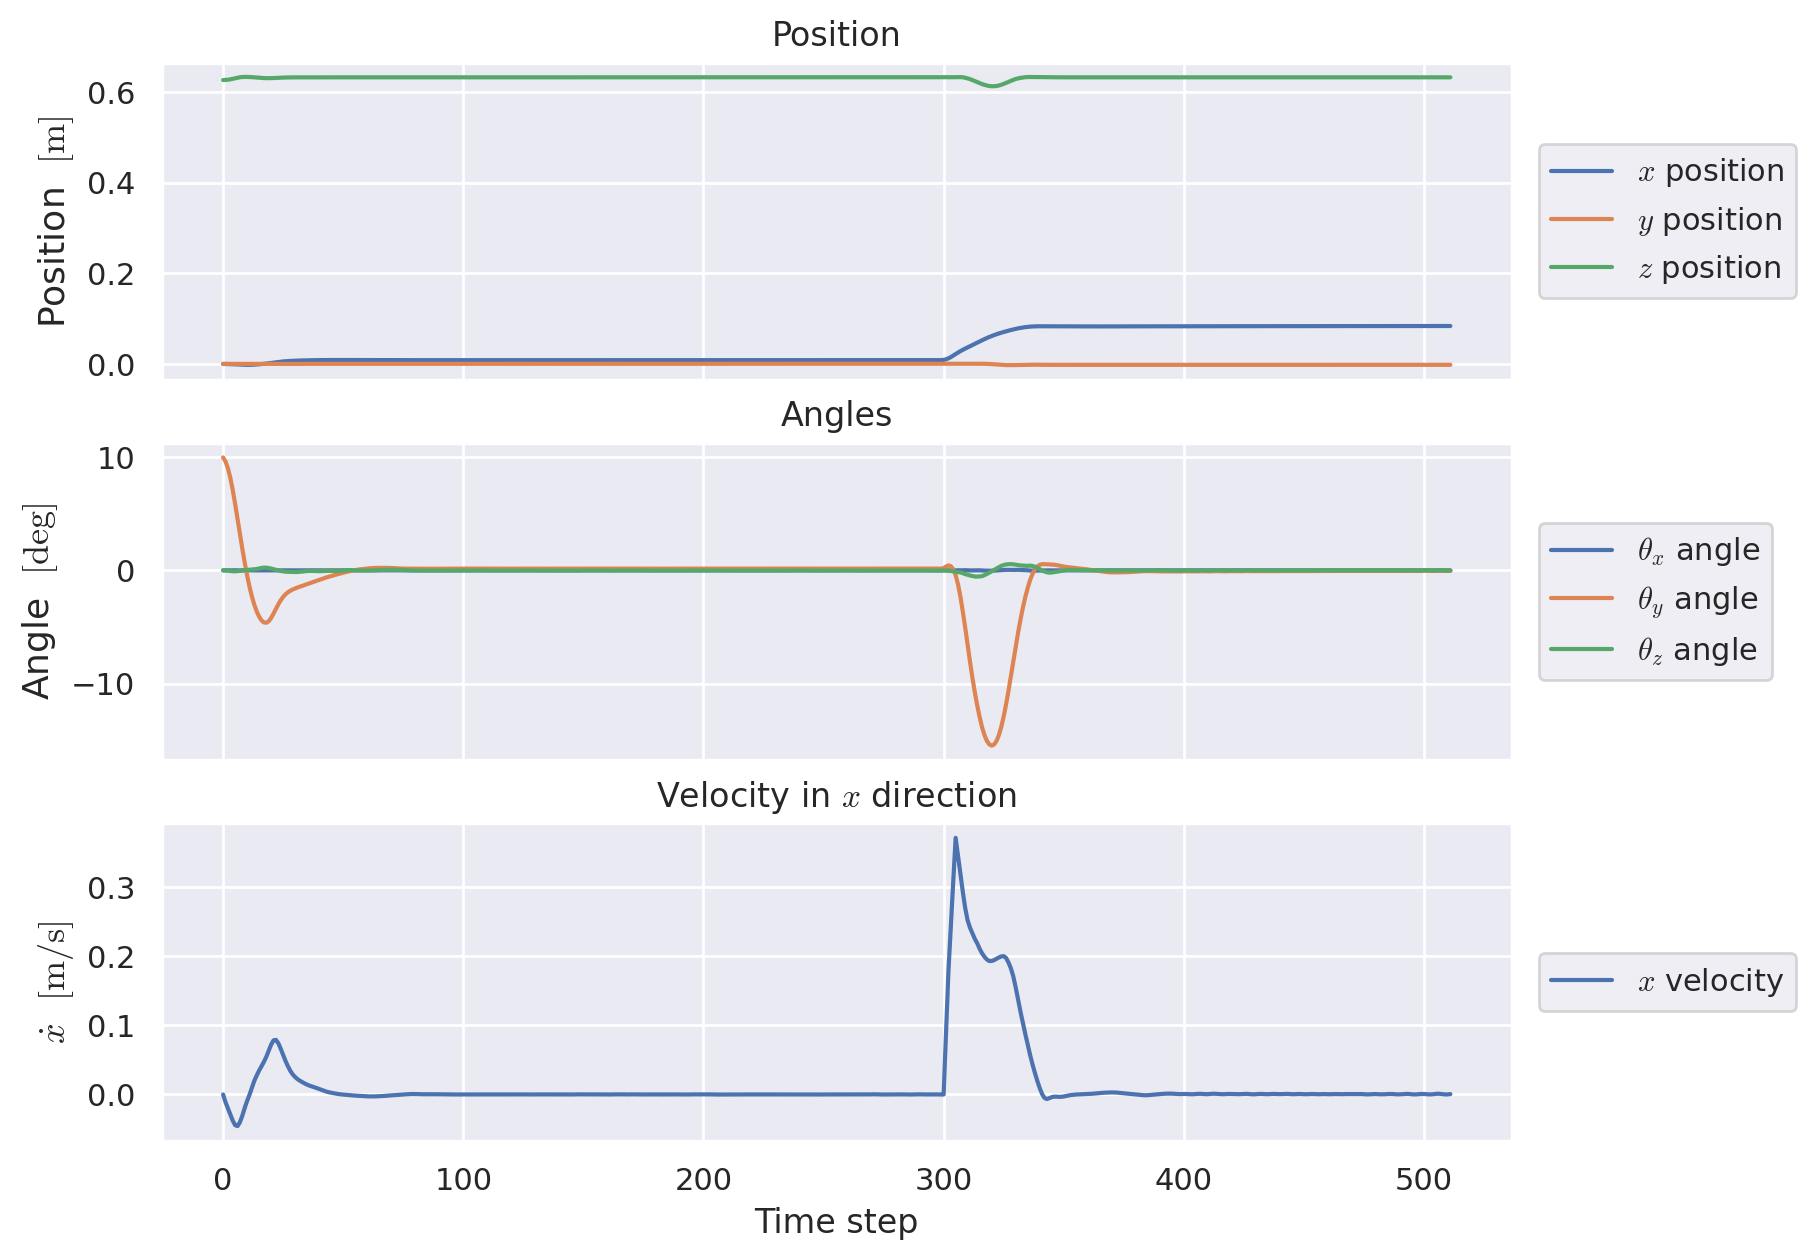 Position
Position [m]
0.6
0.4
0.2
0.0
x position
y position
z position
Angles
Angle [deg]
10
0
−10
θx angle
θy angle
θz angle
Velocity in x direction
ẋ [m/s]
0.3
0.2
0.1
0.0
x velocity
0 100 200 300 400 500
Time step